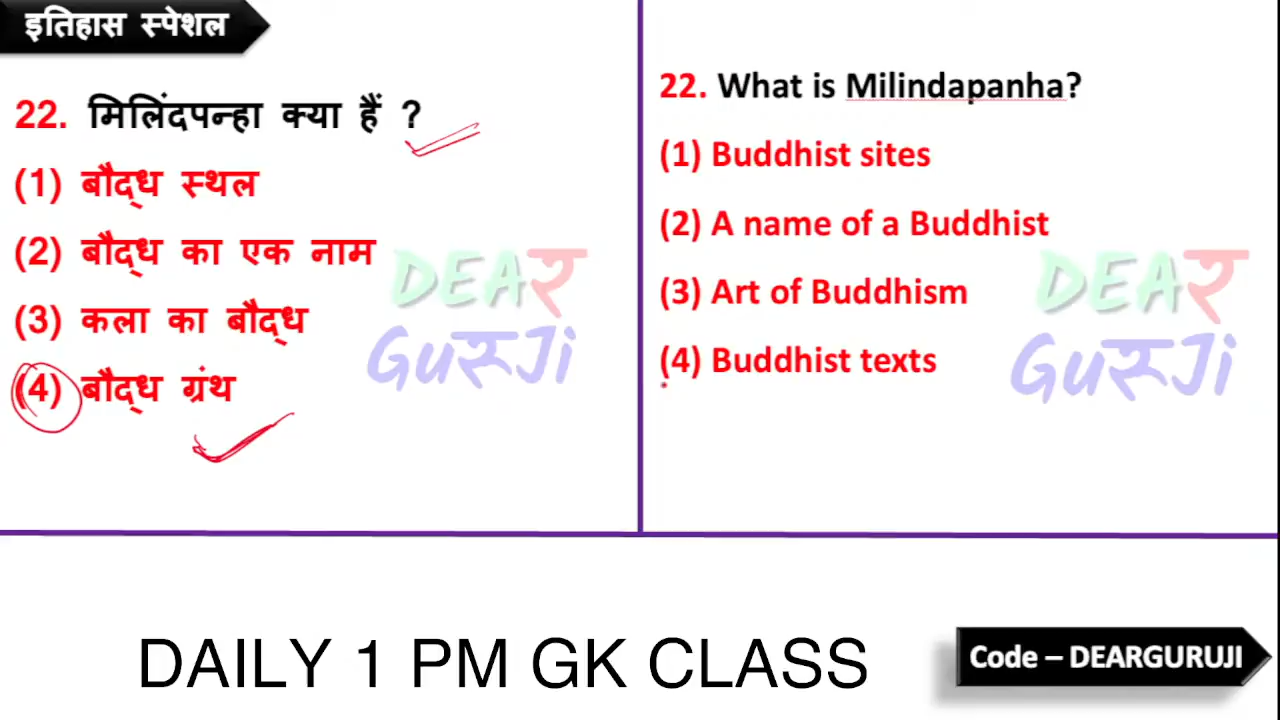 इतिहास स्पेशल
22. मिलिंदपन्हा क्या हैं ?
(1) बौद्ध स्थल
(2) बौद्ध का एक नाम
(3) कला का बौद्ध
(4) बौद्ध ग्रंथ
DEAR
GuरूJi
22. What is Milindapanha?
(1) Buddhist sites
(2) A name of a Buddhist
(3) Art of Buddhism
(4) Buddhist texts
DEAर
GuरूJi
DAILY 1 PM GK CLASS
Code – DEARGURUJI